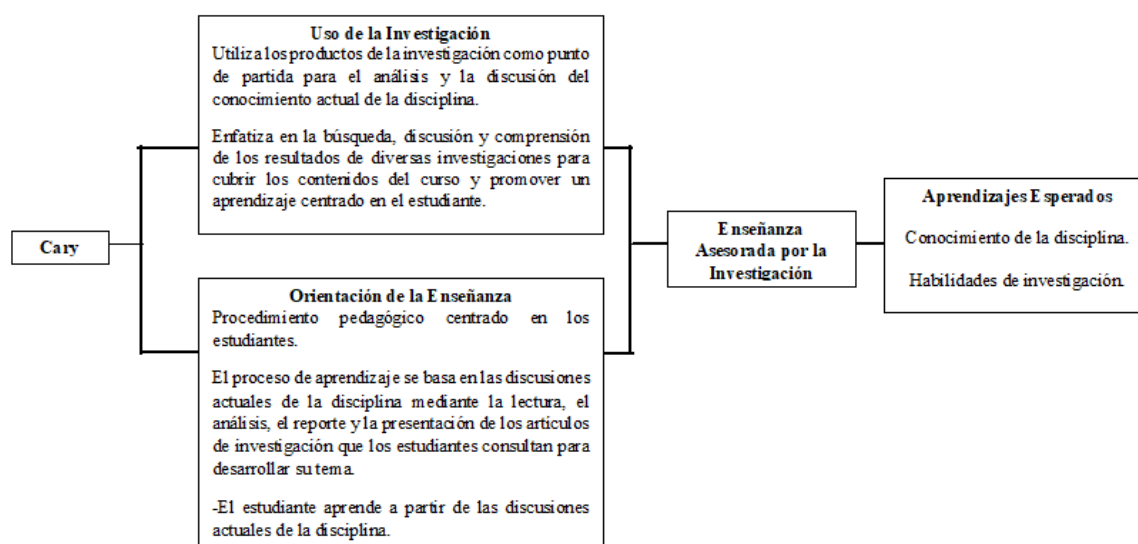 Uso de la Investigación
Utiliza los productos de la investigación como punto
de partida para el análisis y la discusión del
conocimiento actual de la disciplina.
Enfatiza en la búsqueda, discusión y comprensión
de los resultados de diversas investigaciones para
cubrir los contenidos del curso y promover un
aprendizaje centrado en el estudiante.
Cary
Orientación de la Enseñanza
Procedimiento pedagógico centrado en los
estudiantes.
El proceso de aprendizaje se basa en las discusiones
actuales de la disciplina mediante la lectura, el
análisis, el reporte y la presentación de los artículos
de investigación que los estudiantes consultan para
desarrollar su tema.
-El estudiante aprende a partir de las discusiones
actuales de la disciplina.
Enseñanza
Asesorada por la
Investigación
Aprendizajes Esperados
Conocimiento de la disciplina.
Habilidades de investigación.